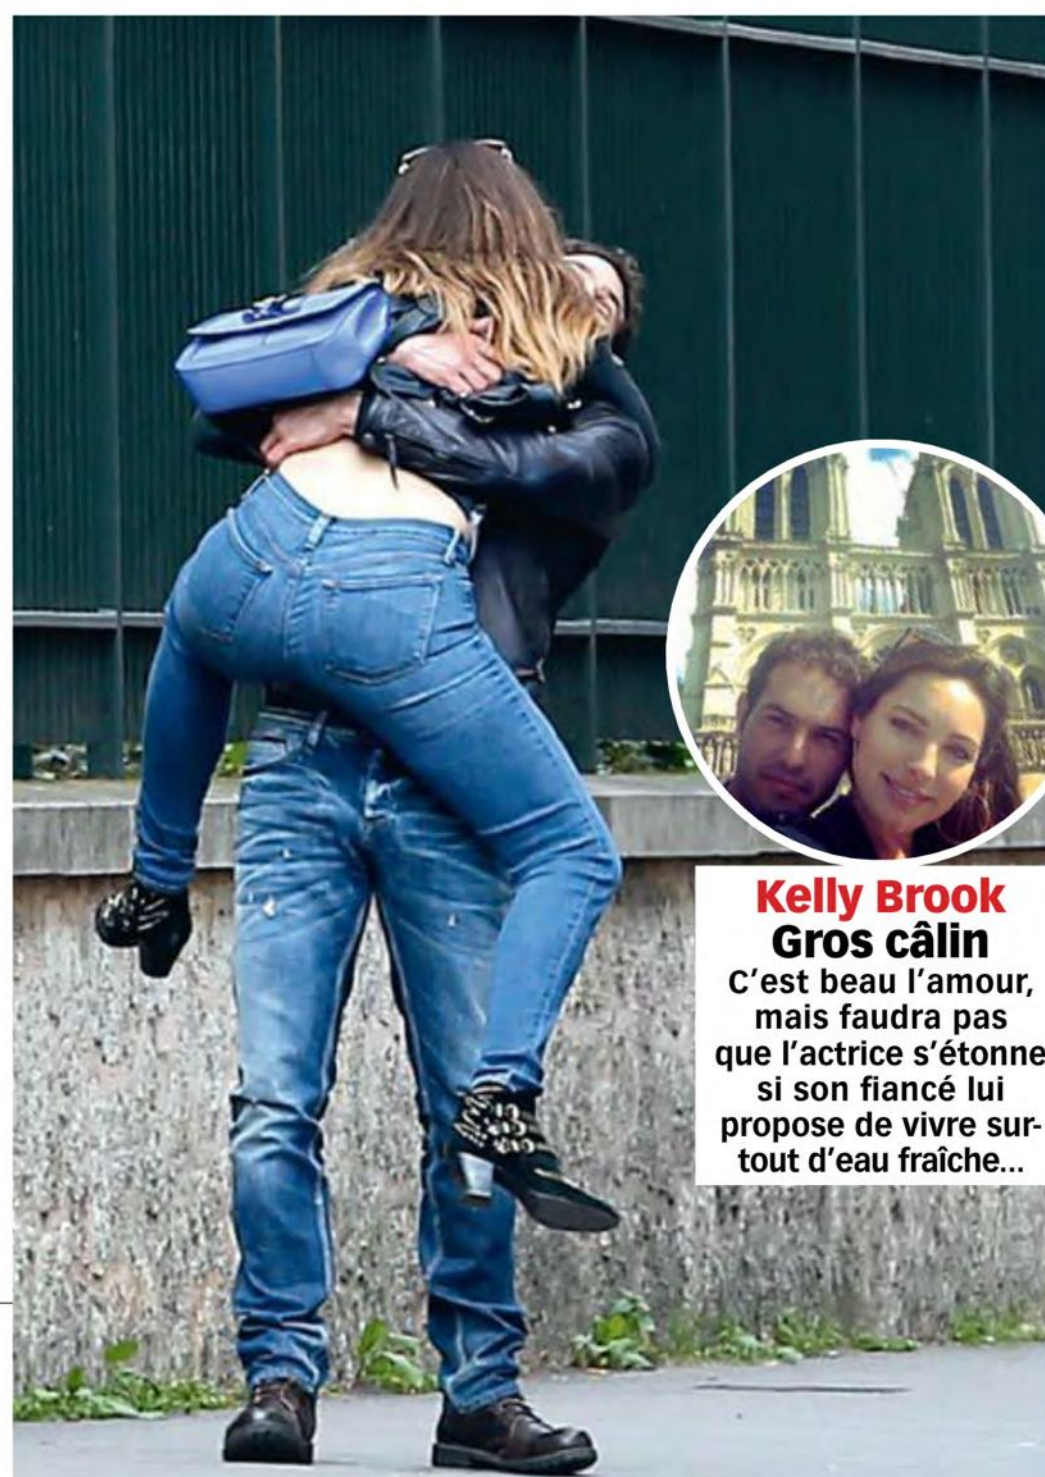 Kelly Brook
Gros câlin
C'est beau l'amour,
mais faudra pas
que l'actrice s'étonne
si son fiancé lui
propose de vivre sur-
tout d'eau fraîche...